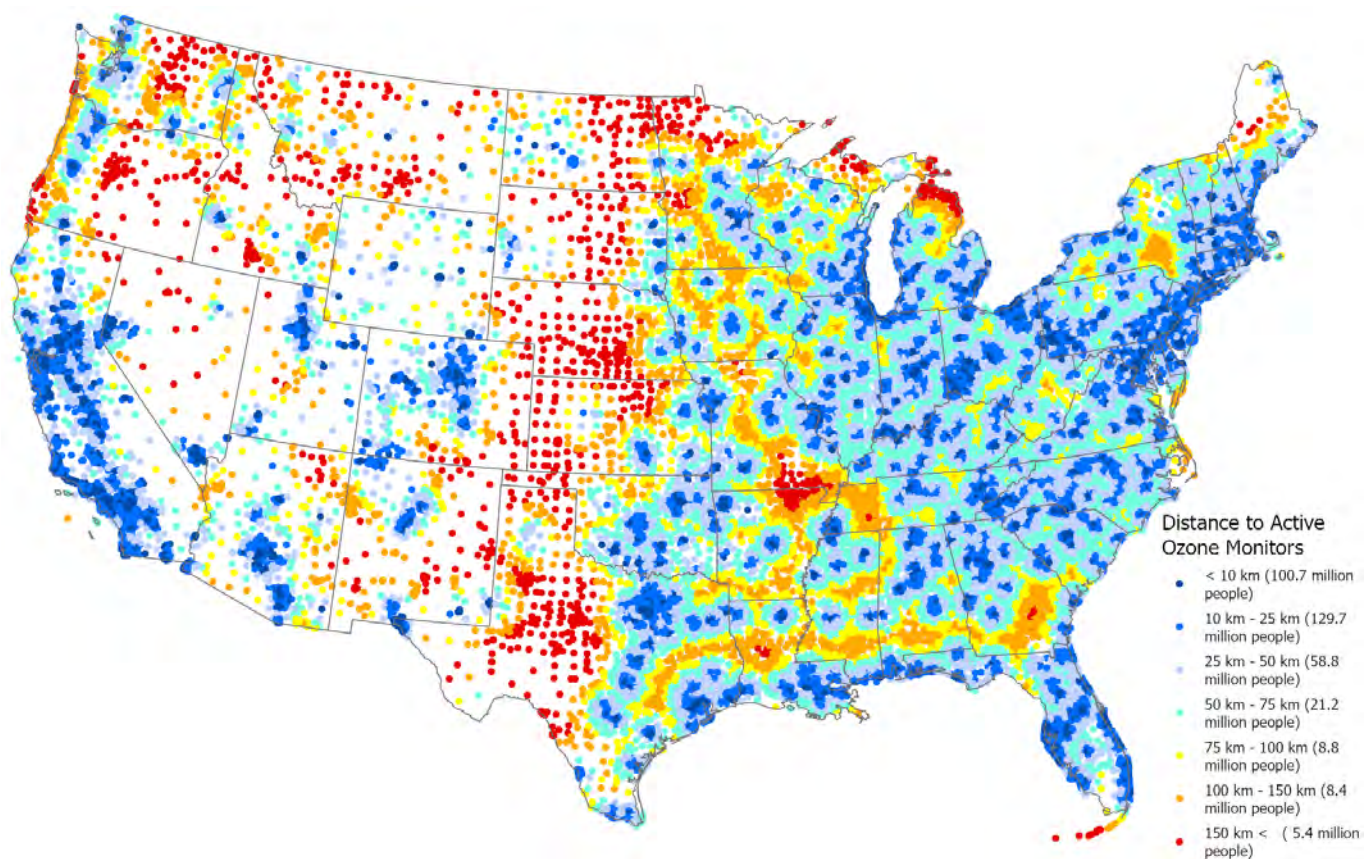 Distance to Active
Ozone Monitors
< 10 km (100.7 million
people)
10 km - 25 km (129.7
million people)
25 km - 50 km (58.8
million people)
50 km - 75 km (21.2
million people)
75 km - 100 km (8.8
million people)
100 km - 150 km (8.4
million people)
150 km < ( 5.4 million
people)